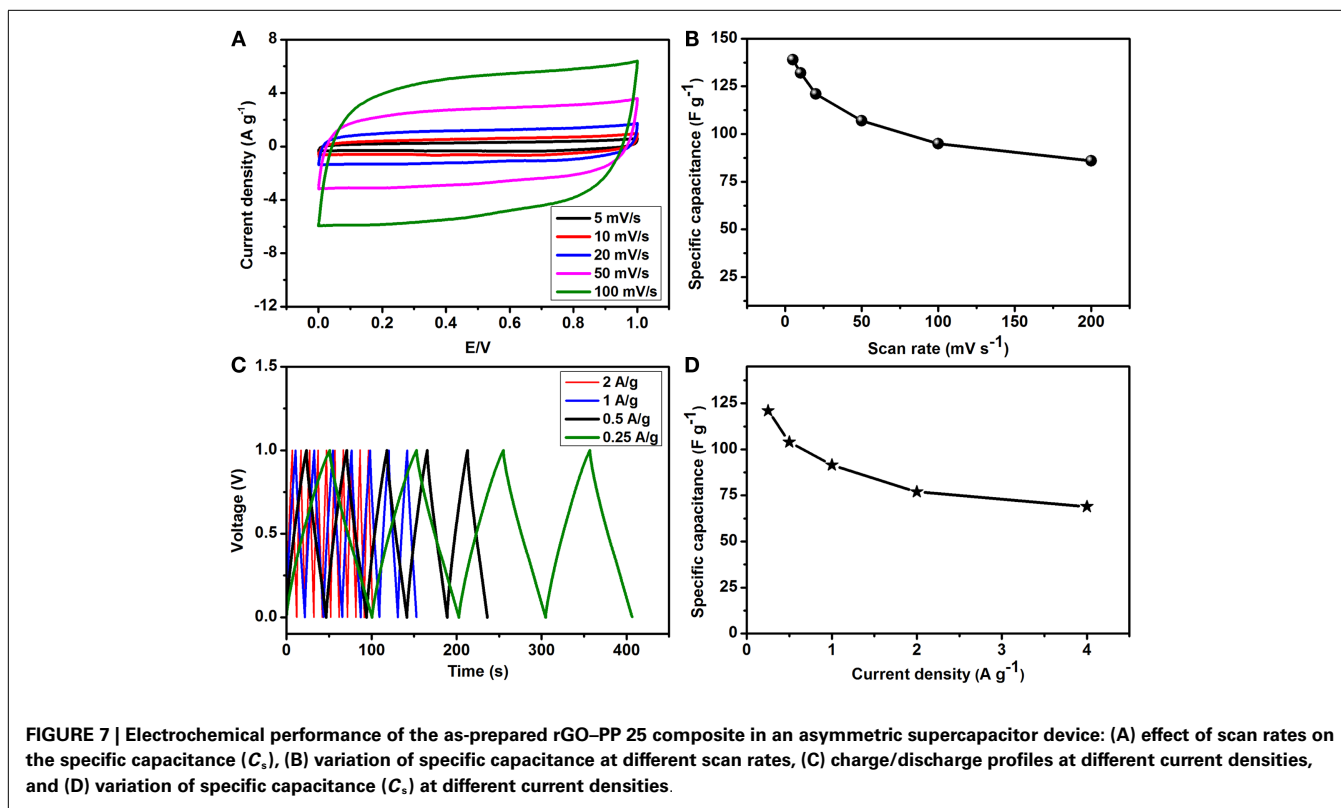 A
8
4
0
-4
-8
-12
Current density (A g-1)
0.0 0.2 0.4 0.6 0.8 1.0
E/V
5 mV/s
10 mV/s
20 mV/s
50 mV/s
100 mV/s
B
150
125
100
75
50
25
Specific capacitance (F g-1)
0 50 100 150 200
Scan rate (mV s-1)
C
1.5
1.0
0.5
0.0
Voltage (V)
0 100 200 300 400
Time (s)
2 A/g
1 A/g
0.5 A/g
0.25 A/g
D
125
100
75
50
25
0
Specific capacitance (F g-1)
0 1 2 3 4
Current density (A g-1)
FIGURE 7 | Electrochemical performance of the as-prepared rGO–PP 25 composite in an asymmetric supercapacitor device: (A) effect of scan rates on
the specific capacitance (Cs), (B) variation of specific capacitance at different scan rates, (C) charge/discharge profiles at different current densities,
and (D) variation of specific capacitance (Cs) at different current densities.